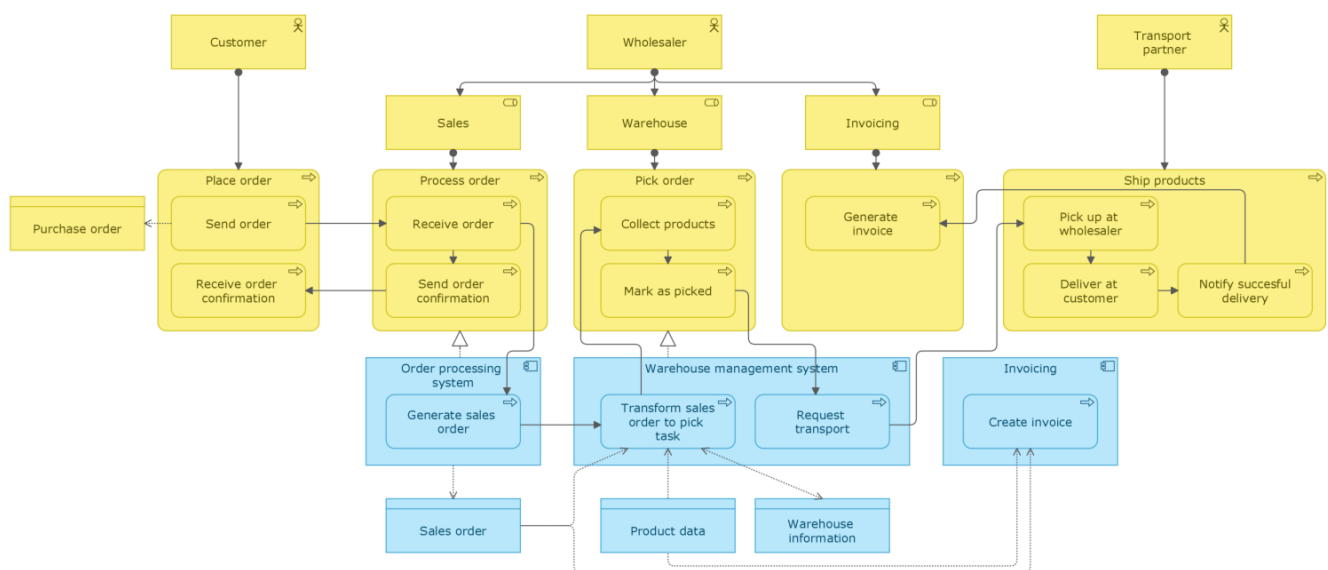 Customer
Wholesaler
Transport
partner
Sales
Warehouse
Invoicing
Place order
Process order
Pick order
Ship products
Purchase order
Send order
Receive order
Collect products
Generate
invoice
Pick up at
wholesaler
Receive order
confirmation
Send order
confirmation
Mark as picked
Deliver at
customer
Notify succesful
delivery
Order processing
system
Warehouse management system
Invoicing
Generate sales
order
Transform sales
order to pick
task
Request
transport
Create invoice
Sales order
Product data
Warehouse
information